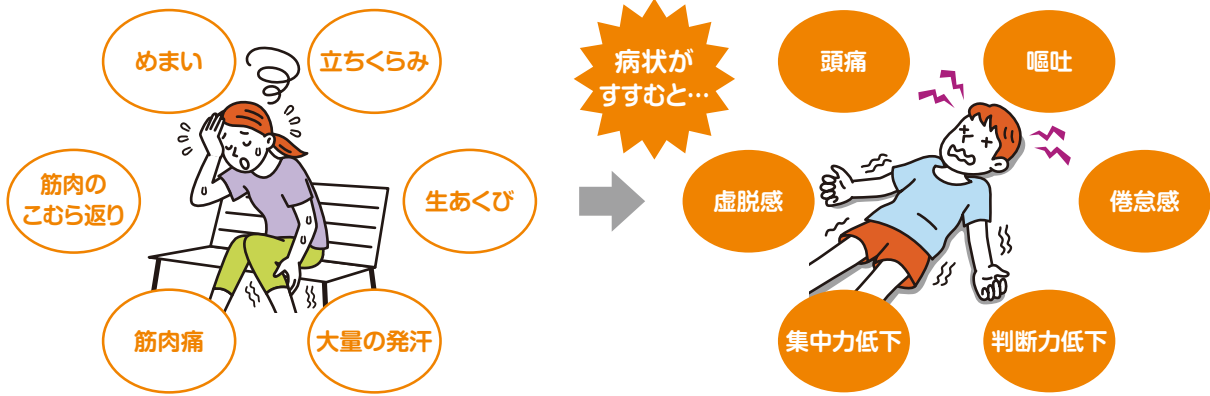 めまい
立ちくらみ
筋肉の
こむら返り
生あくび
筋肉痛
大量の発汗
病状が
すすむと…
頭痛
嘔吐
虚脱感
倦怠感
集中力低下
判断力低下